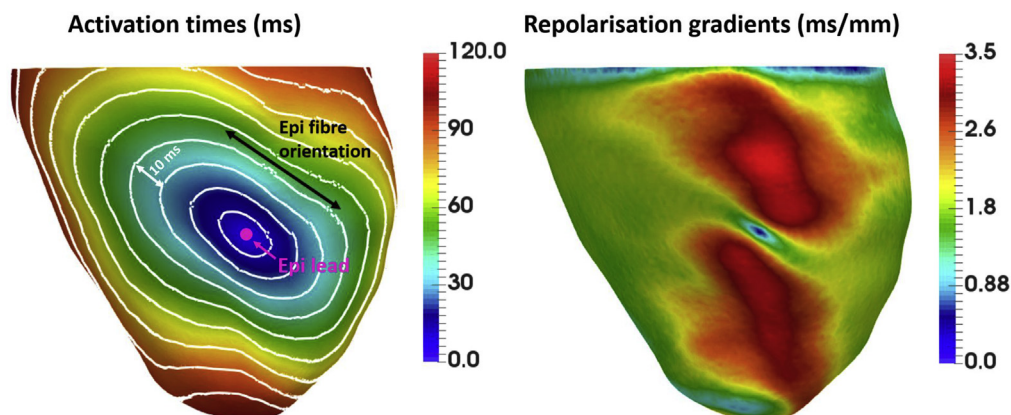 Activation times (ms)
Repolarisation gradients (ms/mm)
120.0
90
60
30
0.0
Epi fibre
orientation
10 ms
Epi lead
3.5
2.6
1.8
0.88
0.0